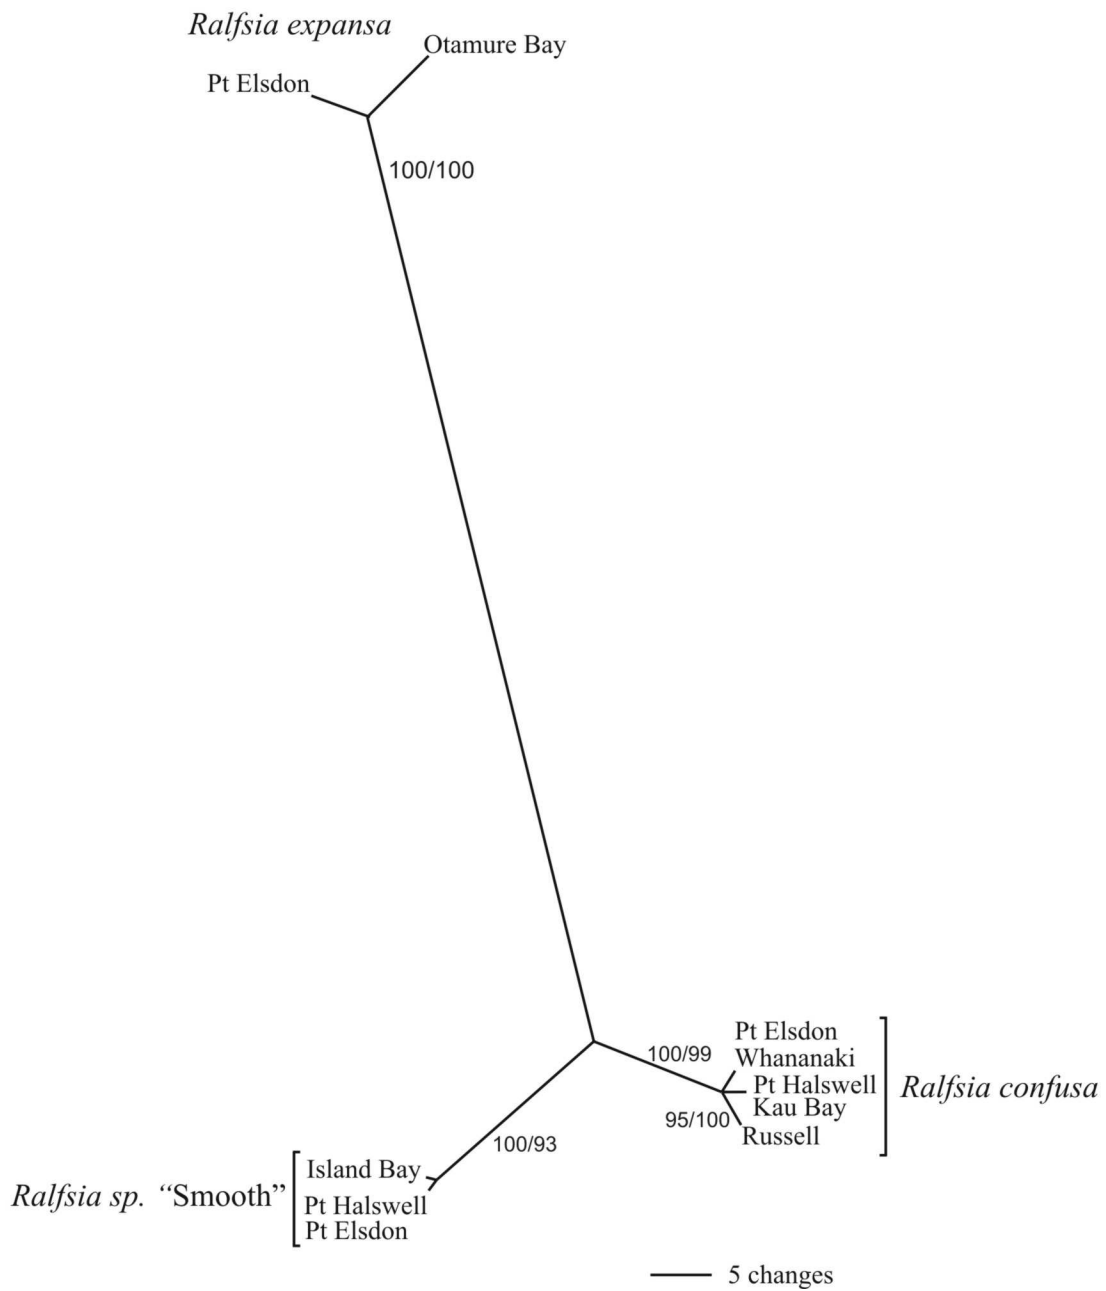 Ralfsia expansa
Otamure Bay
Pt Elsdon
100/100
Pt Elsdon
Whananaki
100/99
Pt Halswell
Kau Bay
Ralfsia confusa
95/100
Russell
100/93
Island Bay
Ralfsia sp. “Smooth”
Pt Halswell
Pt Elsdon
5 changes